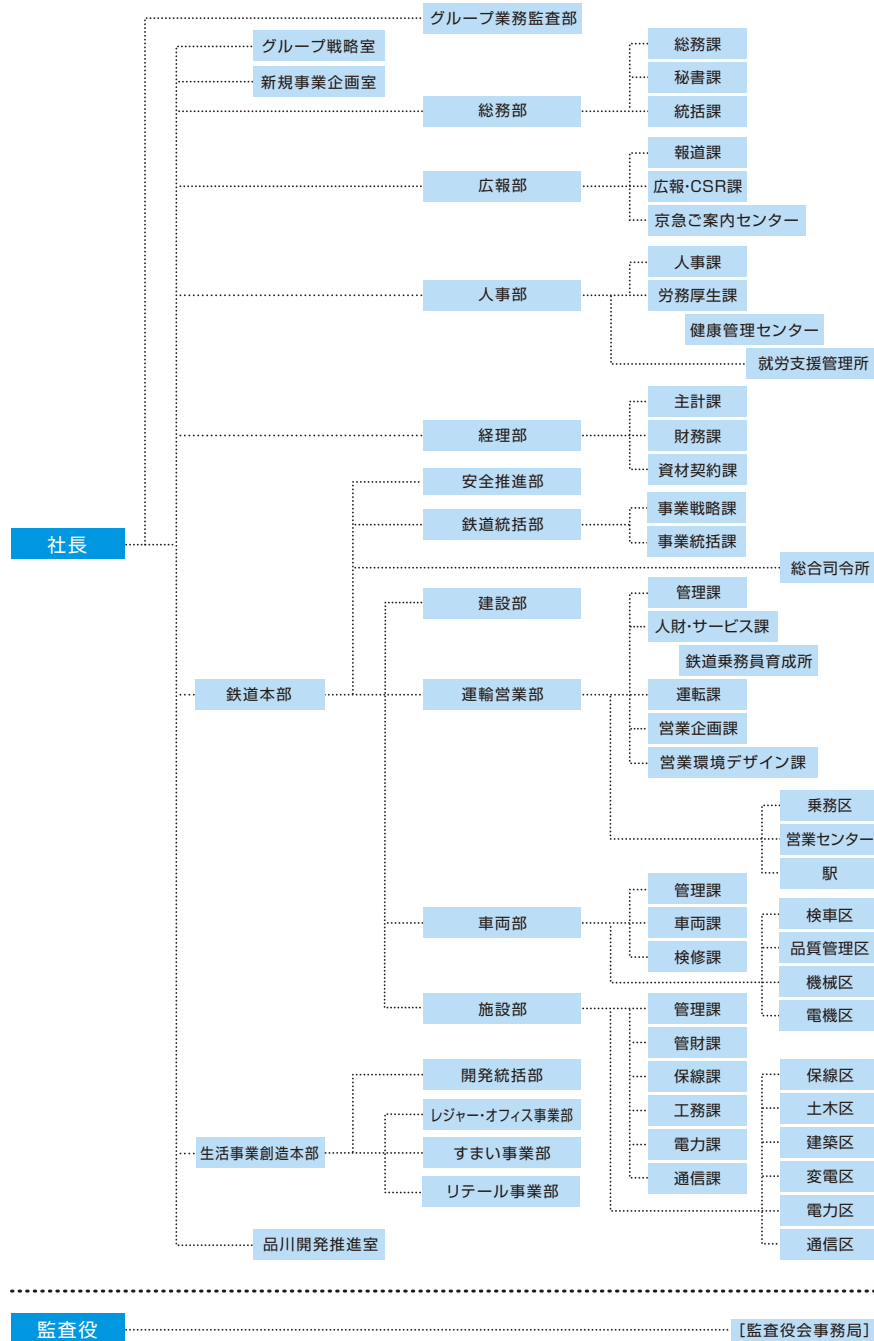 グループ業務監査部
グループ戦略室
総務課
新規事業企画室
秘書課
総務部
統括課
報道課
広報部
広報・CSR課
京急ご案内センター
人事課
人事部
労務厚生課
健康管理センター
就労支援管理所
主計課
経理部
財務課
資材契約課
安全推進部
事業戦略課
鉄道統括部
事業統括課
社長
総合司令所
建設部
管理課
人財・サービス課
鉄道乗務員育成所
鉄道本部
運輸営業部
運転課
営業企画課
営業環境デザイン課
乗務区
営業センター
駅
管理課
検車区
車両部
車両課
品質管理区
検修課
機械区
施設部
管理課
電機区
管財課
開発統括部
保線課
保線区
レジャー・オフィス事業部
工務課
土木区
生活事業創造本部
すまい事業部
電力課
建築区
リテール事業部
通信課
変電区
電力区
品川開発推進室
通信区
監査役
[監査役会事務局]